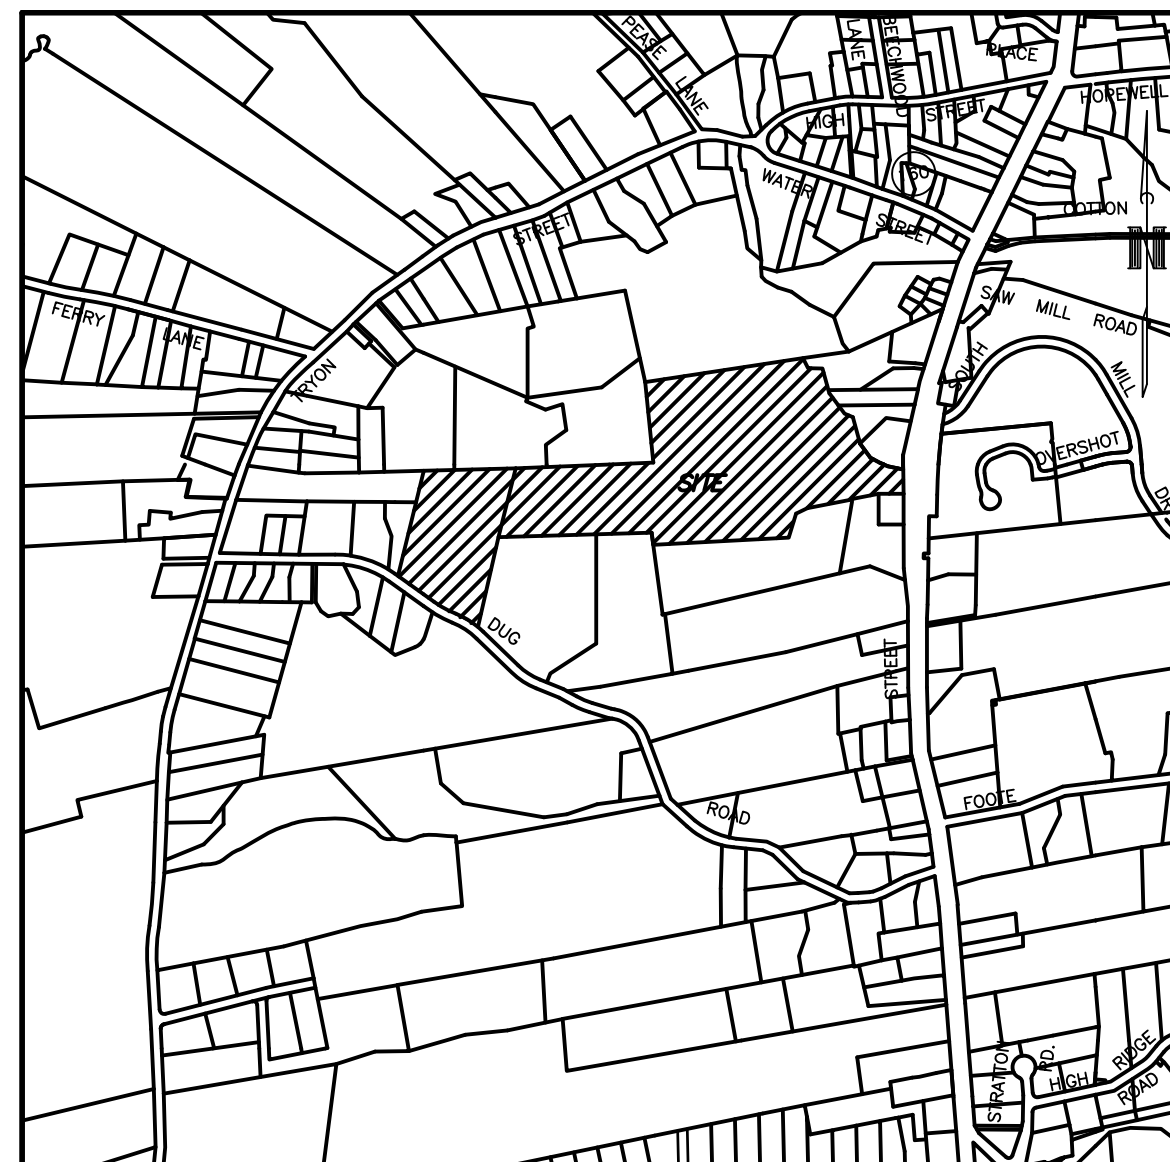 PEASE
LANE
LANE
BEECHWOOD
PLACE
HOPEWELL
HIGH
STREET
160
WATER
STREET
COTTON
STREET
N
SAW MILL ROAD
FERRY
LANE
TRYON
SOUTH
MILL
OVERSHOT
SITE
DUG
STREET
FOOTE
ROAD
STRATTON
RD.
HIGH
RIDGE
ROAD